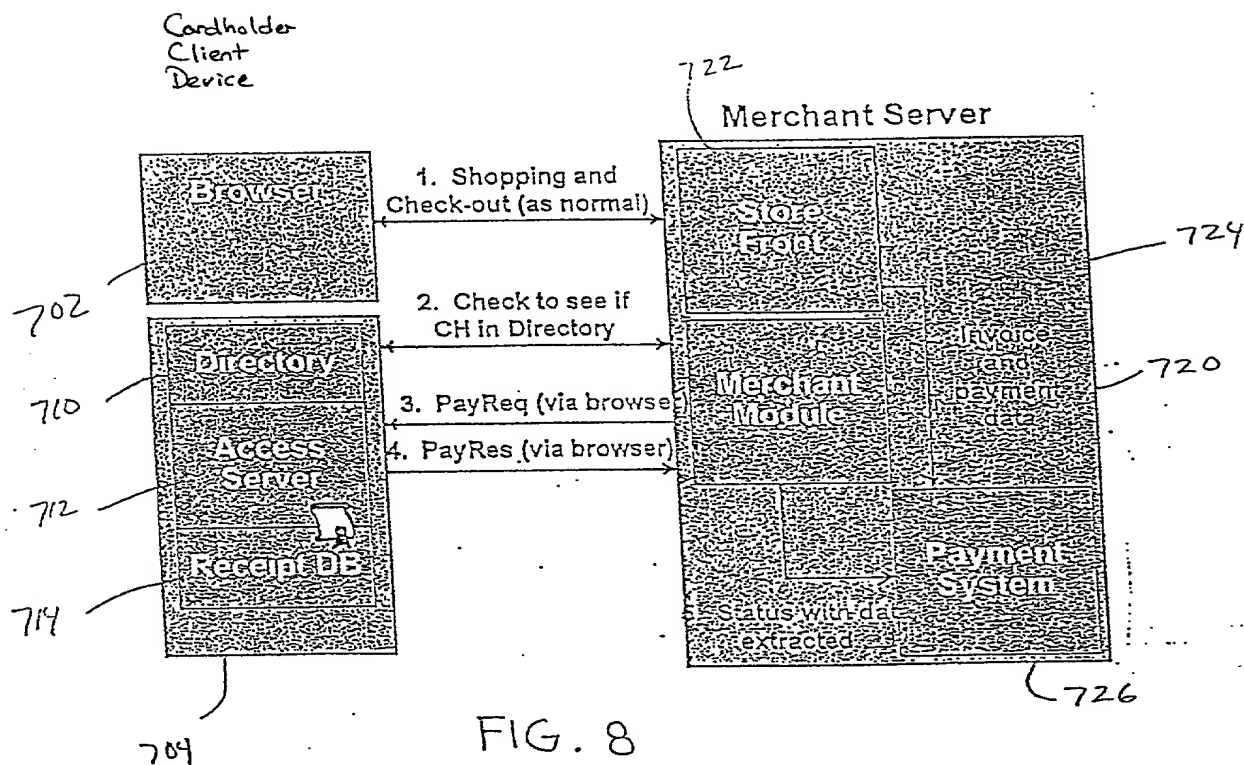 Cardholder
Client
Device
722
Merchant Server
Browser
1. Shopping and
Check-out (as normal)
Store
Front
724
702
2. Check to see if
CH in Directory
Directory
Invoice
and
payment
data
720
710
Merchant
Module
3. PayReq (via browser)
4. PayRes (via browser)
Access
Server
712
Receipt DB
Payment
System
714
Status with
extracted
726
704
FIG. 8